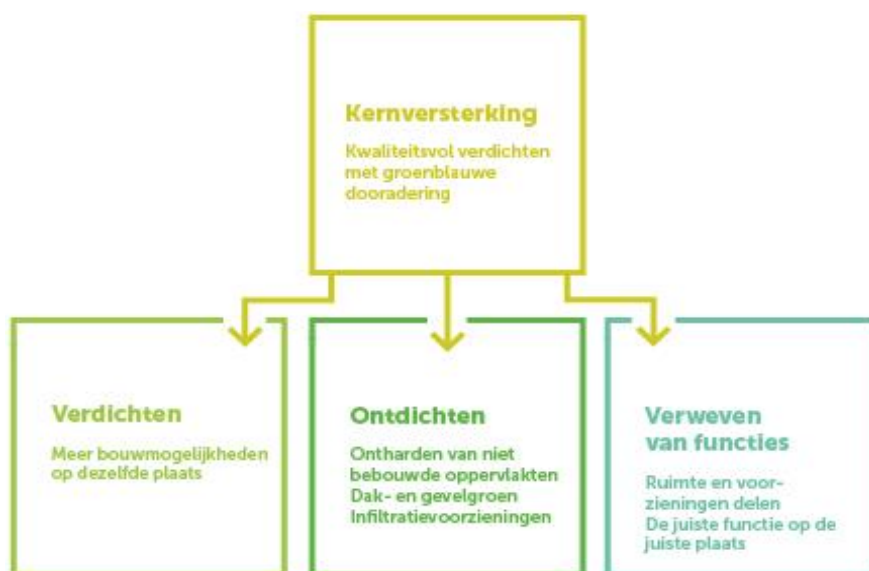 Kernversterking
Kwaliteitsvol verdichten
met groenblauwe
dooradering
Verdichten
Meer bouwmogelijkheden
op dezelfde plaats
Ontdichten
Ontharden van niet
bebouwde oppervlakten
Dak- en gevelgroen
Infiltratievoorzieningen
Verweven
van functies
Ruimte en voor-
zieningen delen
De juiste functie op de
juiste plaats